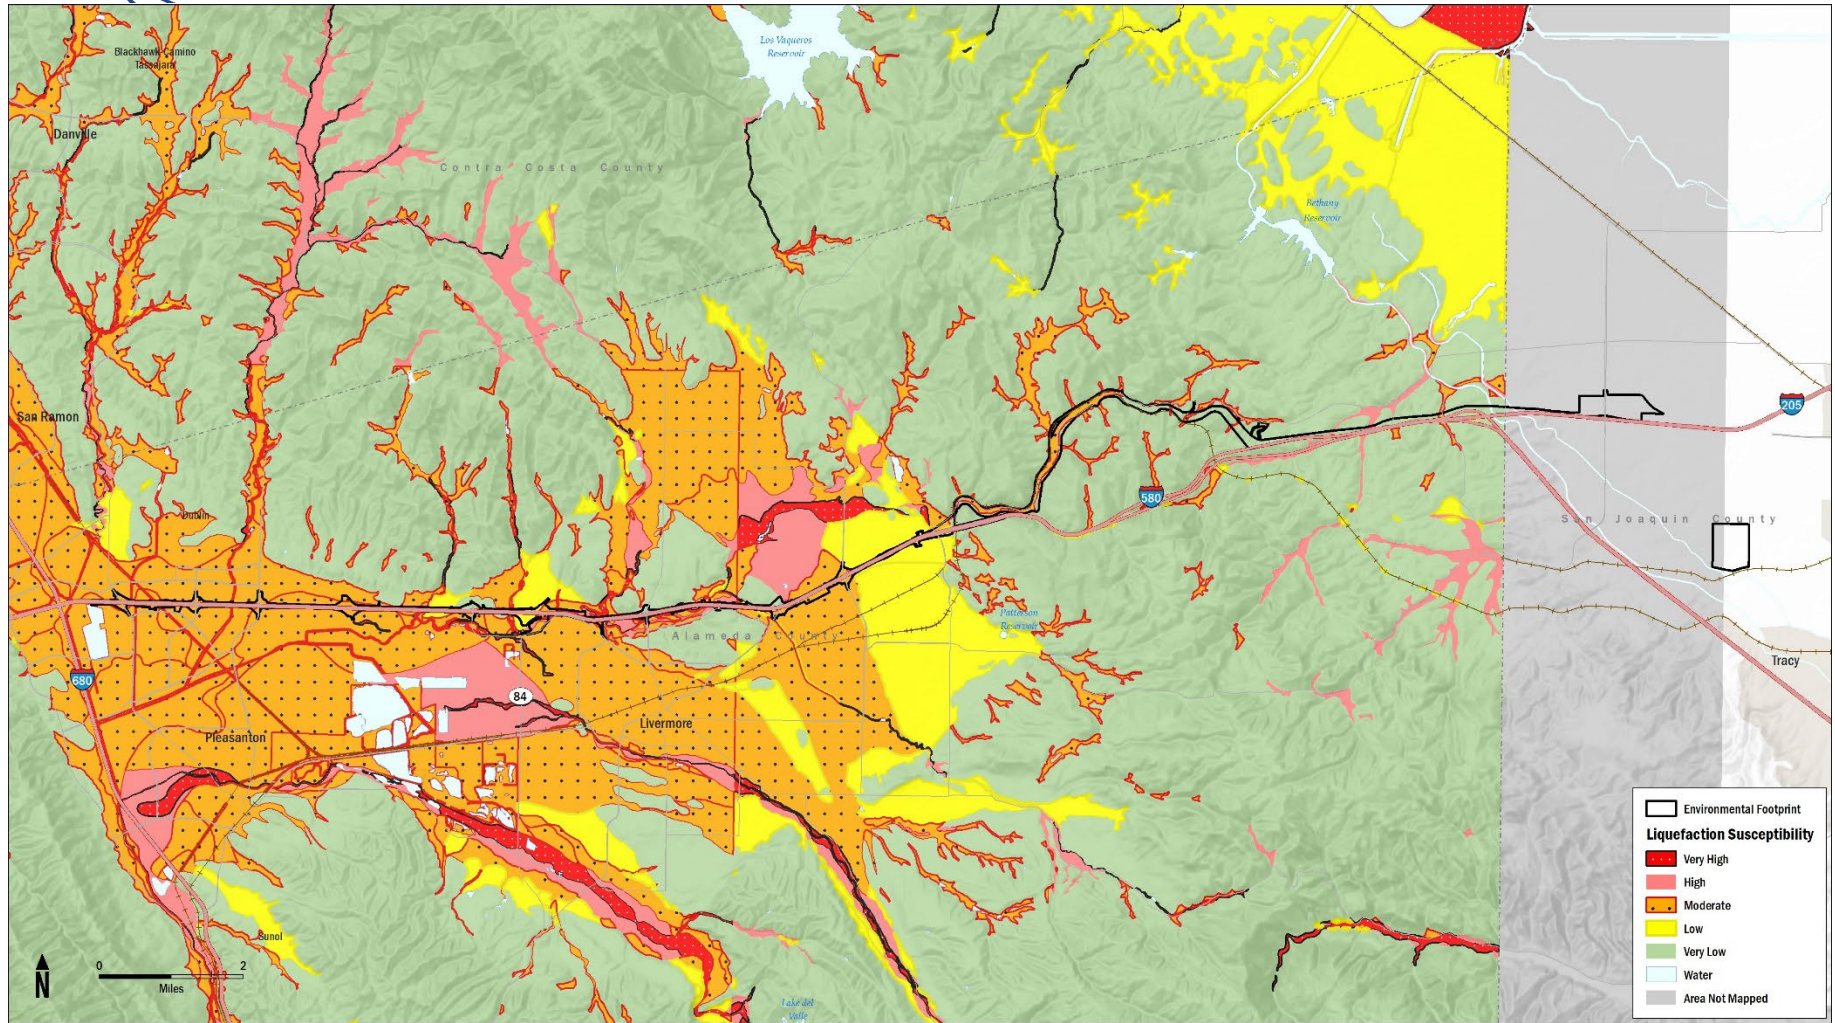 Los Vaqueros
Reservoir
Blackhawk-Camino
Tassajara
Danville
Contra Costa County
Bethany
Reservoir
San Ramon
205
580
Dublin
San Joaquin County
Patterson
Reservoir
Alameda County
Tracy
680
84
Livermore
Pleasanton
Sunol
N
0 2
Miles
Lake del
Valle
Environmental Footprint
Liquefaction Susceptibility
Very High
High
Moderate
Low
Very Low
Water
Area Not Mapped